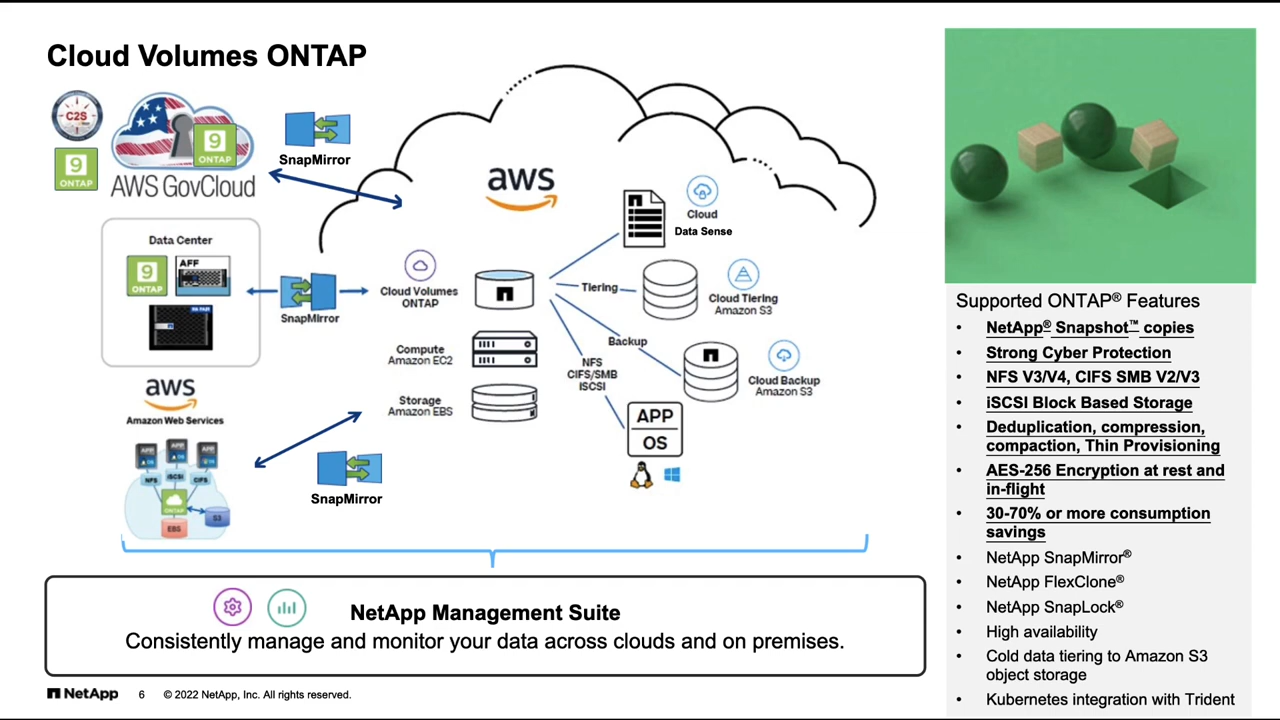 Cloud Volumes ONTAP
C2S
9
ONTAP
9
ONTAP
AWS GovCloud
SnapMirror
aws
Cloud
Data Sense
Data Center
9
ONTAP
AFF
SnapMirror
Cloud Volumes
ONTAP
Tiering
Cloud Tiering
Amazon S3
Compute
Amazon EC2
Backup
NFS
CIFS/SMB
iSCSI
Cloud Backup
Amazon S3
Storage
Amazon EBS
APP
OS
aws
Amazon Web Services
APP
APP
APP
NFS
iSCSI
CIFS
ONTAP
S3
EBS
SnapMirror
NetApp Management Suite
Consistently manage and monitor your data across clouds and on premises.
Supported ONTAP® Features
• NetApp® Snapshot™ copies
• Strong Cyber Protection
• NFS V3/V4, CIFS SMB V2/V3
• iSCSI Block Based Storage
• Deduplication, compression,
compaction, Thin Provisioning
• AES-256 Encryption at rest and
in-flight
• 30-70% or more consumption
savings
• NetApp SnapMirror®
• NetApp FlexClone®
• NetApp SnapLock®
• High availability
• Cold data tiering to Amazon S3
object storage
• Kubernetes integration with Trident
NetApp 6 © 2022 NetApp, Inc. All rights reserved.